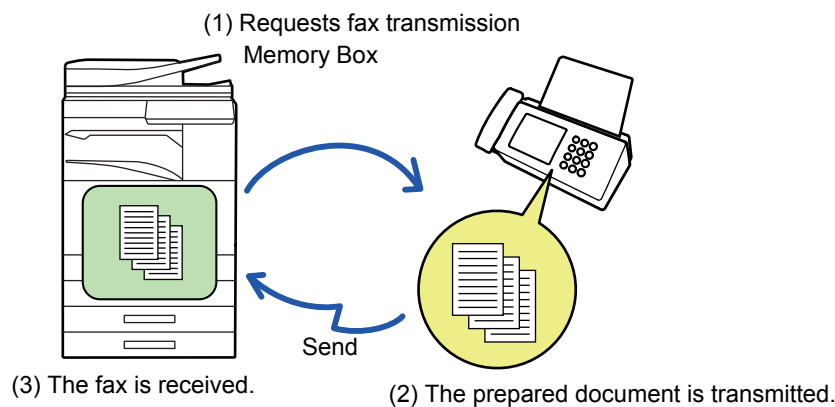 (1) Requests fax transmission
Memory Box
Send
(3) The fax is received.
(2) The prepared document is transmitted.